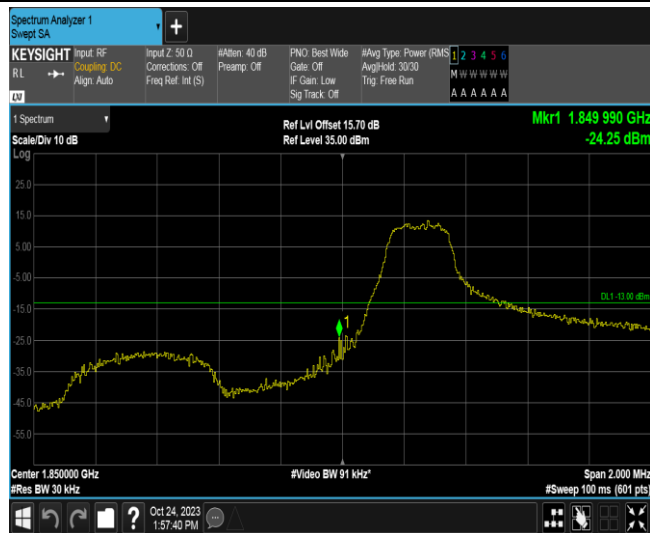 Spectrum Analyzer 1
Swept SA
+
KEYSIGHT Input: RF Input Z: 50 Ω #Atten: 40 dB PNO: Best Wide #Avg Type: Power (RMS 1 2 3 4 5 6
RL Coupling: DC Corrections: Off Preamp: Off Gate: Off Avg|Hold: 30/30 M W W W W W
Align: Auto Freq Ref: Int (S) IF Gain: Low Trig: Free Run
LXI Sig Track: Off A A A A A A
1 Spectrum Ref Lvl Offset 15.70 dB Mkr1 1.849 990 GHz
Scale/Div 10 dB Ref Level 35.00 dBm -24.25 dBm
Log
25.0
15.0
5.00
-5.00
DL1 -13.00 dBm
-15.0
1
-25.0
-35.0
-45.0
-55.0
Center 1.850000 GHz #Video BW 91 kHz* Span 2.000 MHz
#Res BW 30 kHz #Sweep 100 ms (601 pts)
? Oct 24, 2023
1:57:40 PM